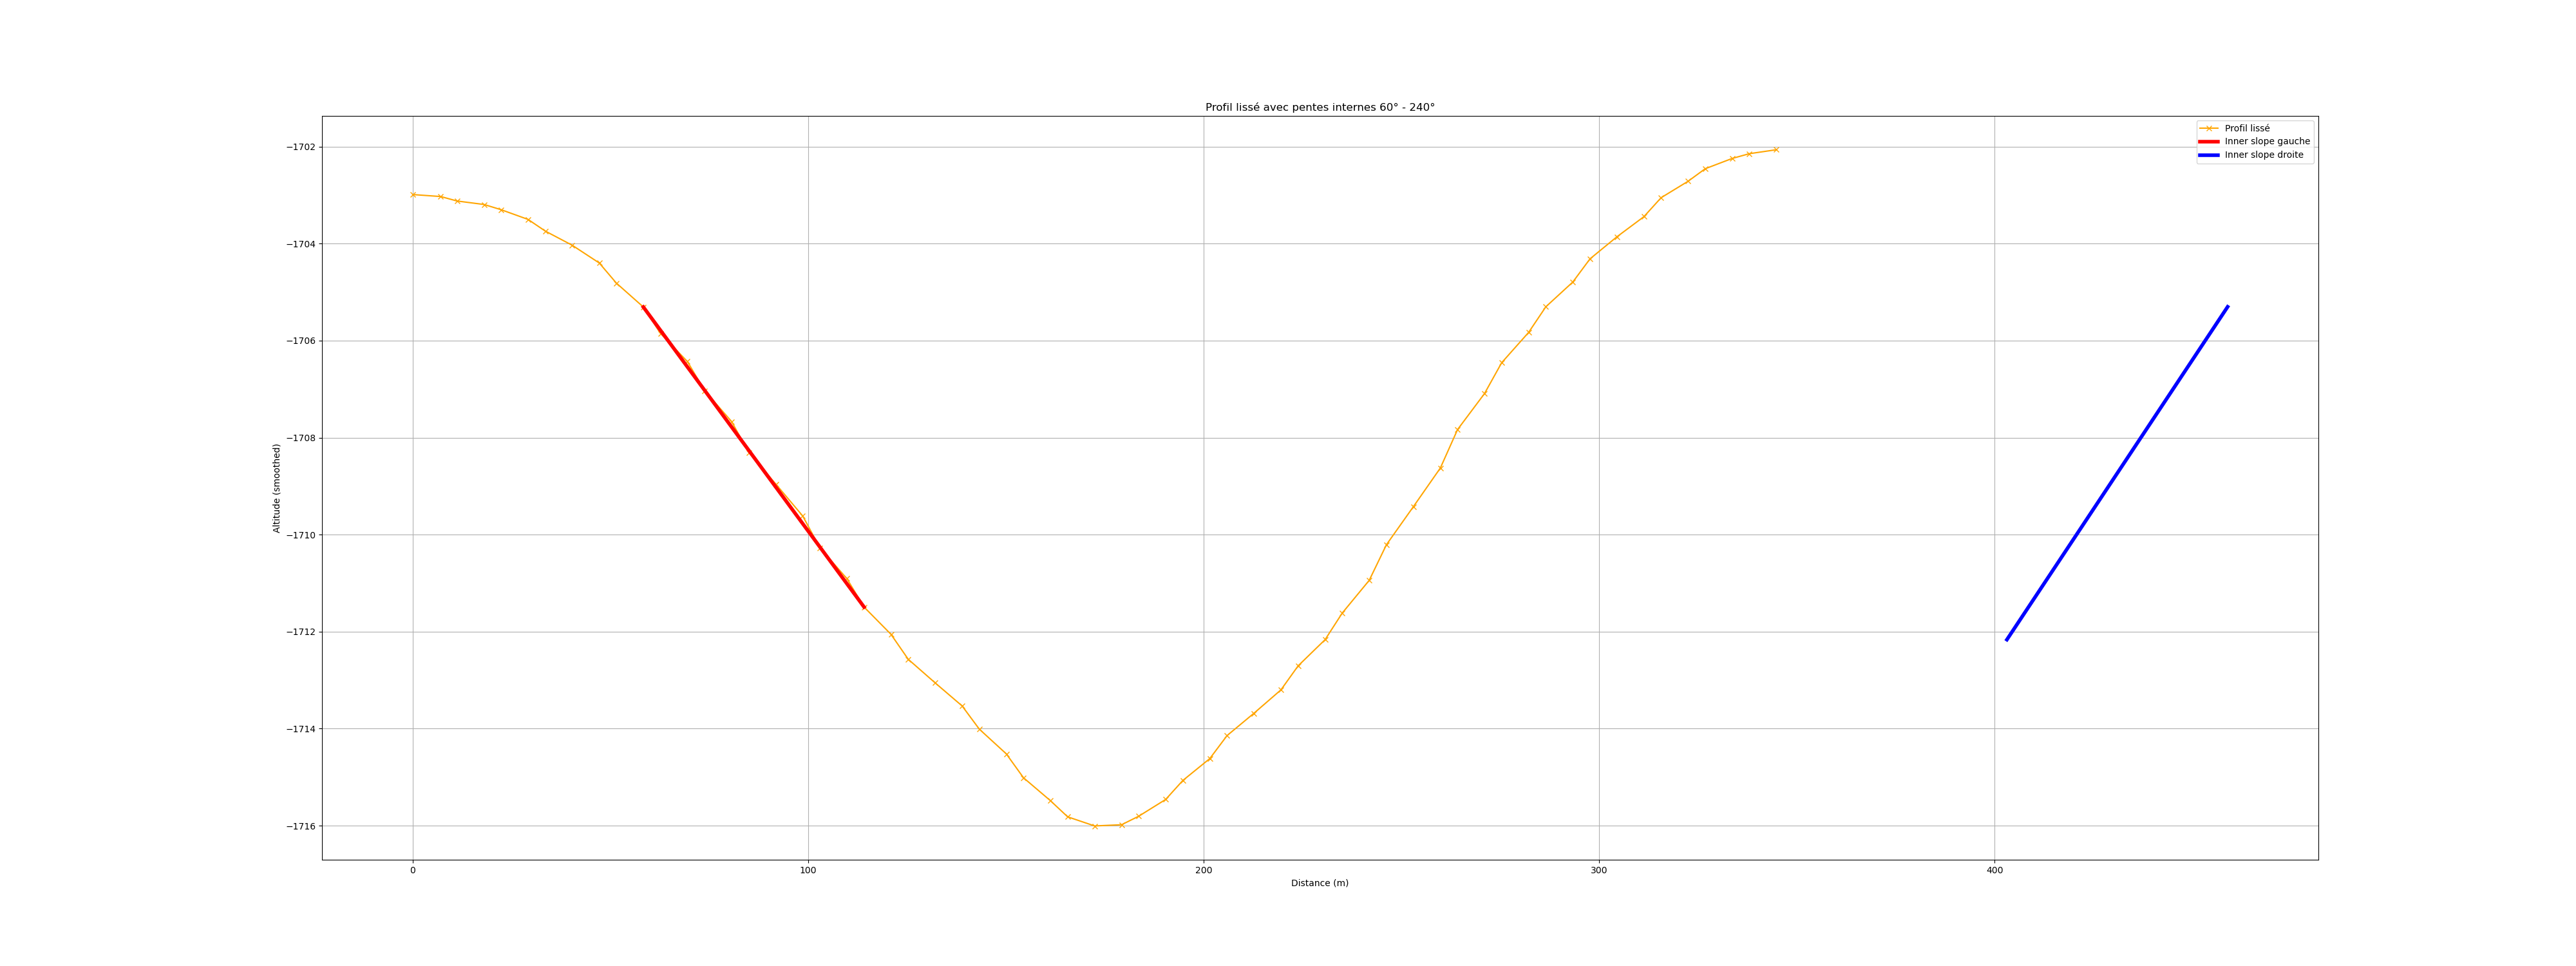 Profil lissé avec pentes internes 60° - 240°
Profil lissé
Inner slope gauche
Inner slope droite
Altitude (smoothed)
−1702
−1704
−1706
−1708
−1710
−1712
−1714
−1716
0 100 200 300 400
Distance (m)